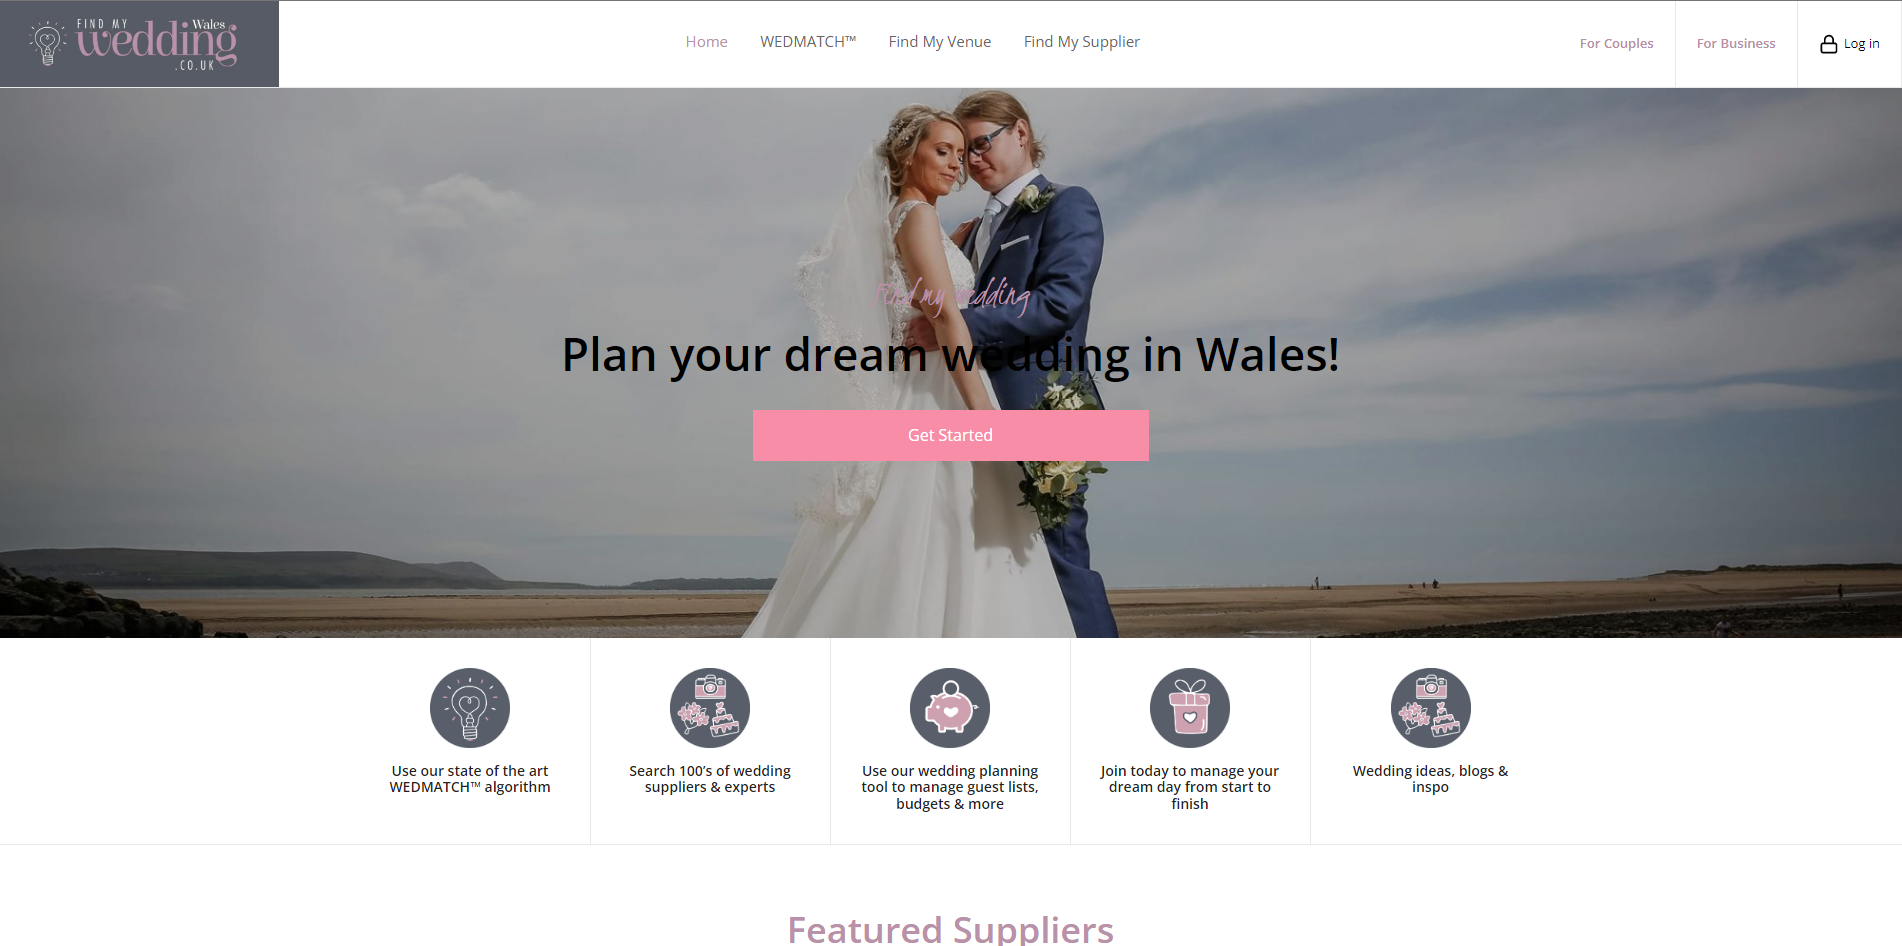 FIND MY Wales
wedding
.CO.UK
Home WEDMATCH™ Find My Venue Find My Supplier
For Couples For Business Log in
Find my wedding
Plan your dream wedding in Wales!
Get Started
Use our state of the art
WEDMATCH™ algorithm
Search 100’s of wedding
suppliers & experts
Use our wedding planning
tool to manage guest lists,
budgets & more
Join today to manage your
dream day from start to
finish
Wedding ideas, blogs &
inspo
Featured Suppliers